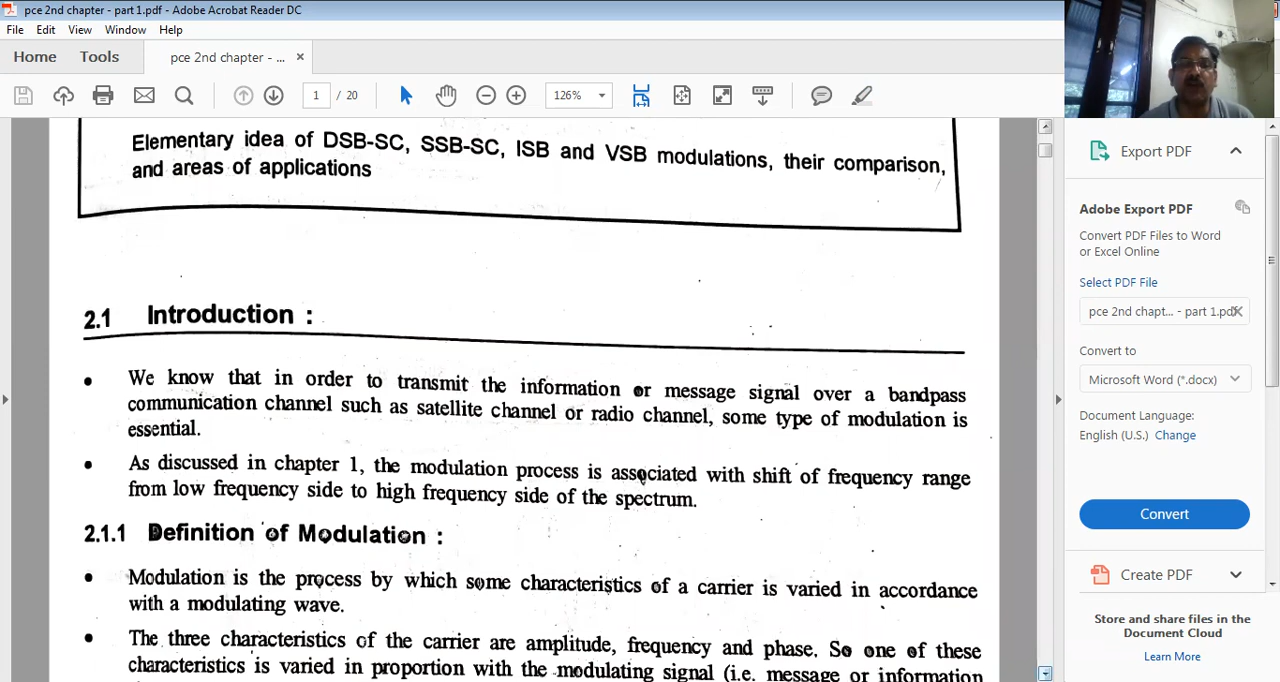 pce 2nd chapter - part 1.pdf - Adobe Acrobat Reader DC
File Edit View Window Help
Home Tools pce 2nd chapter - ... ×
1 / 20 126%
Elementary idea of DSB-SC, SSB-SC, ISB and VSB modulations, their comparison,
and areas of applications
2.1 Introduction :
• We know that in order to transmit the information or message signal over a bandpass
communication channel such as satellite channel or radio channel, some type of modulation is
essential.
• As discussed in chapter 1, the modulation process is associated with shift of frequency range
from low frequency side to high frequency side of the spectrum.
2.1.1 Definition of Modulation :
• Modulation is the process by which some characteristics of a carrier is varied in accordance
with a modulating wave.
• The three characteristics of the carrier are amplitude, frequency and phase. So one of these
characteristics is varied in proportion with the modulating signal (i.e. message or information
Export PDF
Adobe Export PDF
Convert PDF Files to Word
or Excel Online
Select PDF File
pce 2nd chapt... - part 1.pdf
Convert to
Microsoft Word (*.docx)
Document Language:
English (U.S.) Change
Convert
Create PDF
Store and share files in the
Document Cloud
Learn More